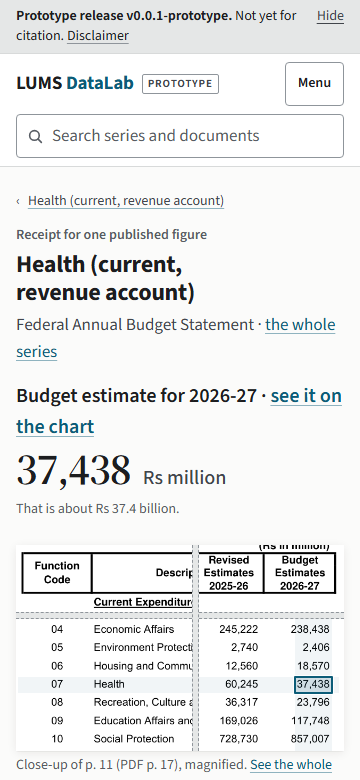 Prototype release v0.0.1-prototype. Not yet for Hide
citation. Disclaimer
LUMS DataLab PROTOTYPE Menu
Search series and documents
‹ Health (current, revenue account)
Receipt for one published figure
Health (current,
revenue account)
Federal Annual Budget Statement · the whole
series
Budget estimate for 2026-27 · see it on
the chart
37,438 Rs million
That is about Rs 37.4 billion.
(Rs in million)
Function Code Descrip Revised Estimates 2025-26 Budget Estimates 2026-27
Current Expenditur
04 Economic Affairs 245,222 238,438
05 Environment Protecti 2,740 2,406
06 Housing and Commu 12,560 18,570
07 Health 60,245 37,438
08 Recreation, Culture a 28,317 23,796
09 Education Affairs and 169,026 117,748
10 Social Protection 36,730 857,007
Close-up of p. 11 (PDF p. 17), magnified. See the whole